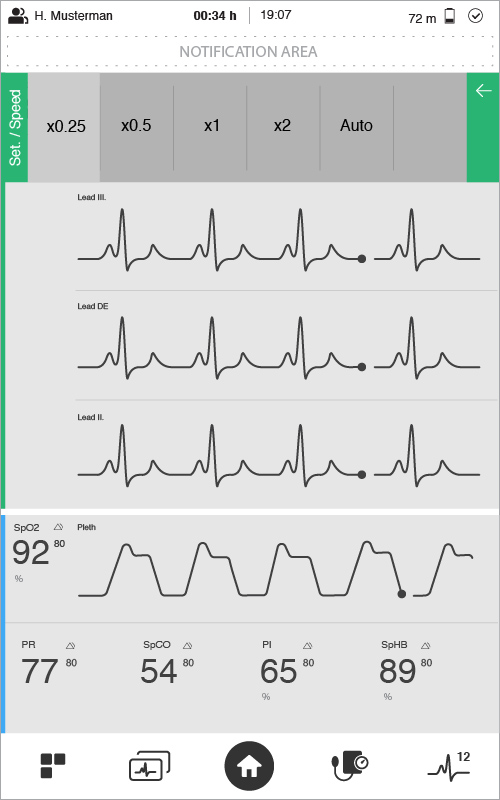 H. Musterman 00:34 h 19:07 72 m
NOTIFICATION AREA
Set. / Speed
x0.25 x0.5 x1 x2 Auto
Lead III.
Lead DE
Lead II.
SpO2 Pleth
92 80
%
PR SpCO PI SpHB
77 80 54 80 65 80 89 80
% %
12